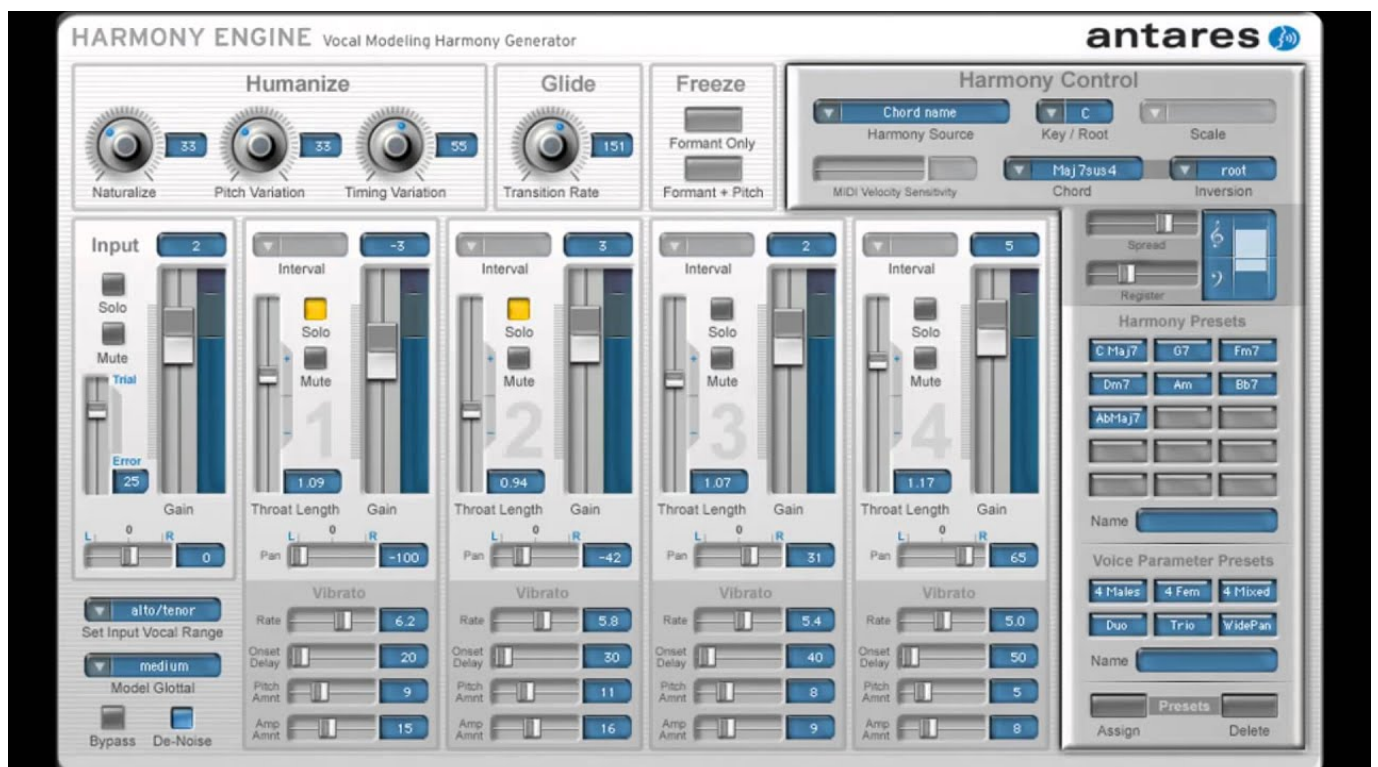 HARMONY ENGINE Vocal Modeling Harmony Generator
antares
Humanize
33
33
55
Naturalize
Pitch Variation
Timing Variation
Glide
151
Transition Rate
Freeze
Formant Only
Formant + Pitch
Harmony Control
Chord name
C
Harmony Source
Key / Root
Scale
Maj7sus4
root
MIDI Velocity Sensitivity
Chord
Inversion
Spread
Register
Input
2
Solo
Mute
Trial
Error
25
Gain
L 0 R
0
-3
Interval
Solo
Mute
+
-
1
1.09
Throat Length
Gain
L 0 R
Pan
-100
3
Interval
Solo
Mute
+
-
2
0.94
Throat Length
Gain
L 0 R
Pan
-42
2
Interval
Solo
Mute
+
-
3
1.07
Throat Length
Gain
L 0 R
Pan
31
5
Interval
Solo
Mute
+
-
4
1.17
Throat Length
Gain
L 0 R
Pan
65
alto/tenor
Set Input Vocal Range
medium
Model Glottal
Bypass
De-Noise
Vibrato
Rate 6.2
Onset Delay 20
Pitch Amnt 9
Amp Amnt 15
Vibrato
Rate 5.8
Onset Delay 30
Pitch Amnt 11
Amp Amnt 16
Vibrato
Rate 5.4
Onset Delay 40
Pitch Amnt 8
Amp Amnt 9
Vibrato
Rate 5.0
Onset Delay 50
Pitch Amnt 5
Amp Amnt 8
Harmony Presets
C Maj7 G7 Fm7
Dm7 Am Bb7
AbMaj7
Name
Voice Parameter Presets
4 Males 4 Fem 4 Mixed
Duo Trio WidePan
Name
Presets
Assign
Delete